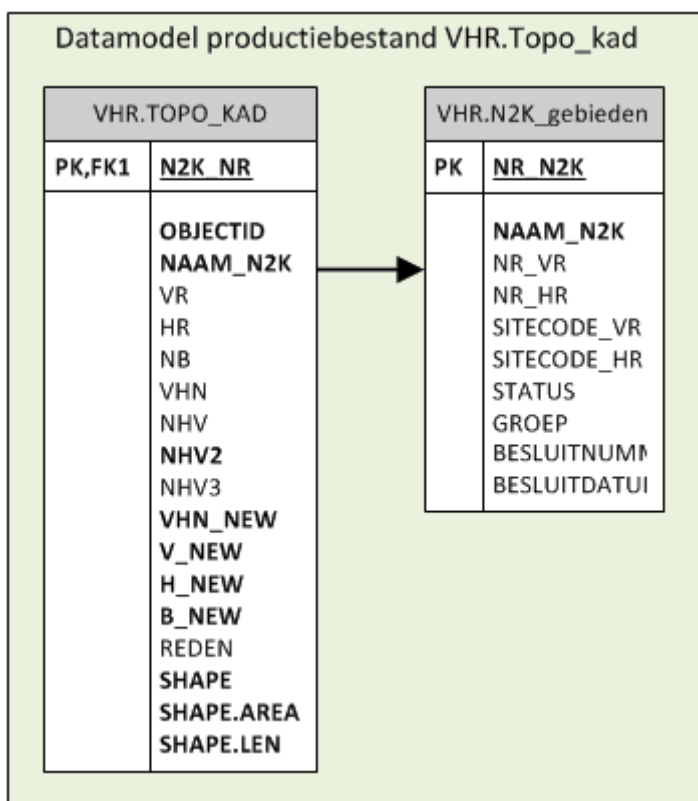 Datamodel productiebestand VHR.Topo_kad
VHR.TOPO_KAD
PK,FK1 N2K_NR
OBJECTID
NAAM_N2K
VR
HR
NB
VHN
NHV
NHV2
NHV3
VHN_NEW
V_NEW
H_NEW
B_NEW
REDEN
SHAPE
SHAPE.AREA
SHAPE.LEN
VHR.N2K_gebieden
PK NR_N2K
NAAM_N2K
NR_VR
NR_HR
SITECODE_VR
SITECODE_HR
STATUS
GROEP